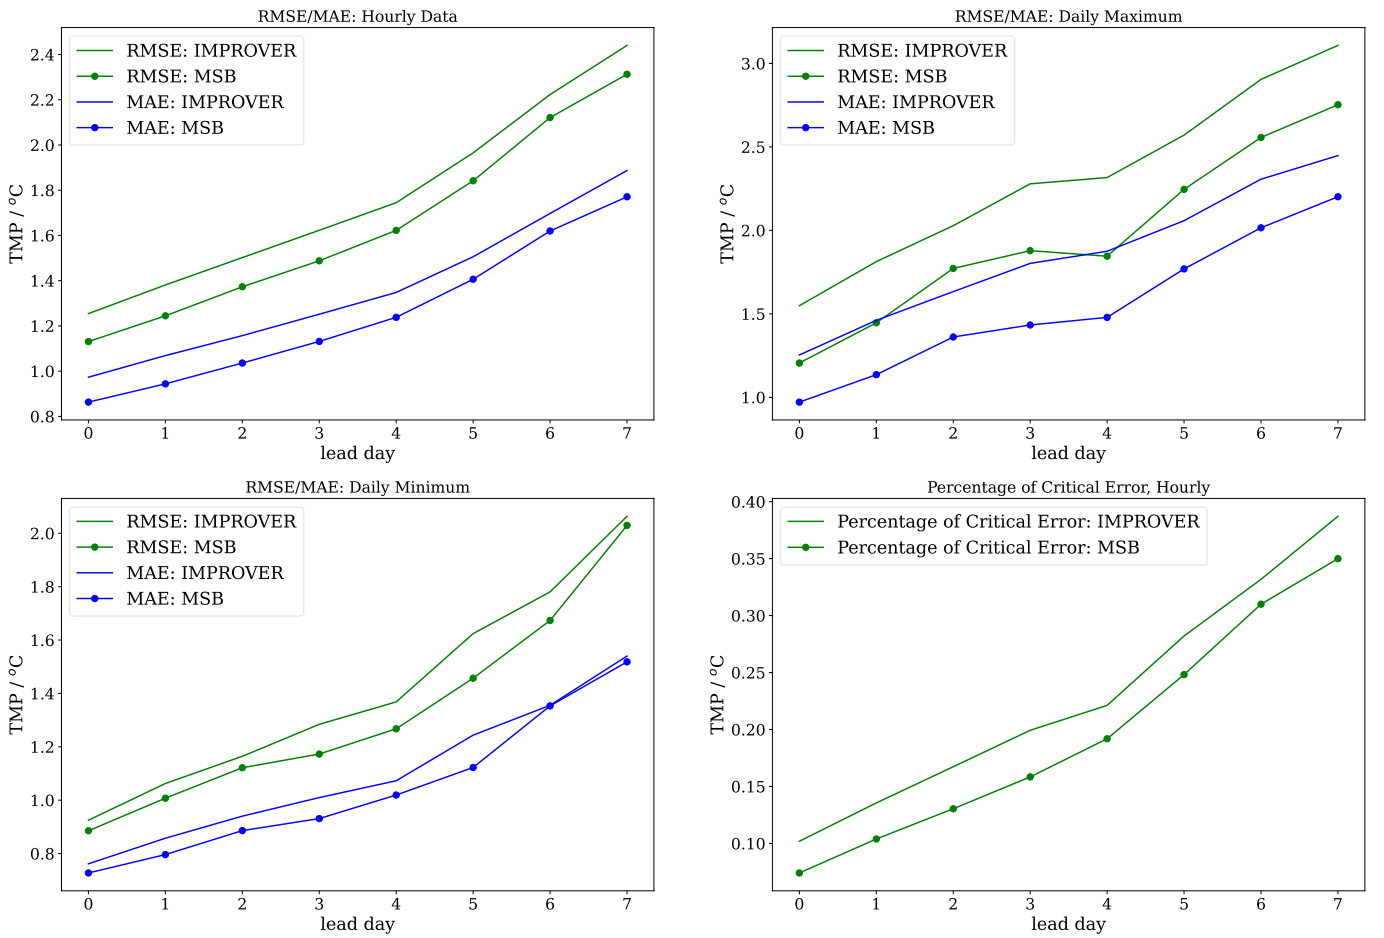 RMSE/MAE: Hourly Data
RMSE: IMPROVER
RMSE: MSB
MAE: IMPROVER
MAE: MSB
2.4
2.2
2.0
1.8
1.6
1.4
1.2
1.0
0.8
TMP / °C
0 1 2 3 4 5 6 7
lead day
RMSE/MAE: Daily Maximum
RMSE: IMPROVER
RMSE: MSB
MAE: IMPROVER
MAE: MSB
3.0
2.5
2.0
1.5
1.0
TMP / °C
0 1 2 3 4 5 6 7
lead day
RMSE/MAE: Daily Minimum
RMSE: IMPROVER
RMSE: MSB
MAE: IMPROVER
MAE: MSB
2.0
1.8
1.6
1.4
1.2
1.0
0.8
TMP / °C
0 1 2 3 4 5 6 7
lead day
Percentage of Critical Error, Hourly
Percentage of Critical Error: IMPROVER
Percentage of Critical Error: MSB
0.40
0.35
0.30
0.25
0.20
0.15
0.10
TMP / °C
0 1 2 3 4 5 6 7
lead day